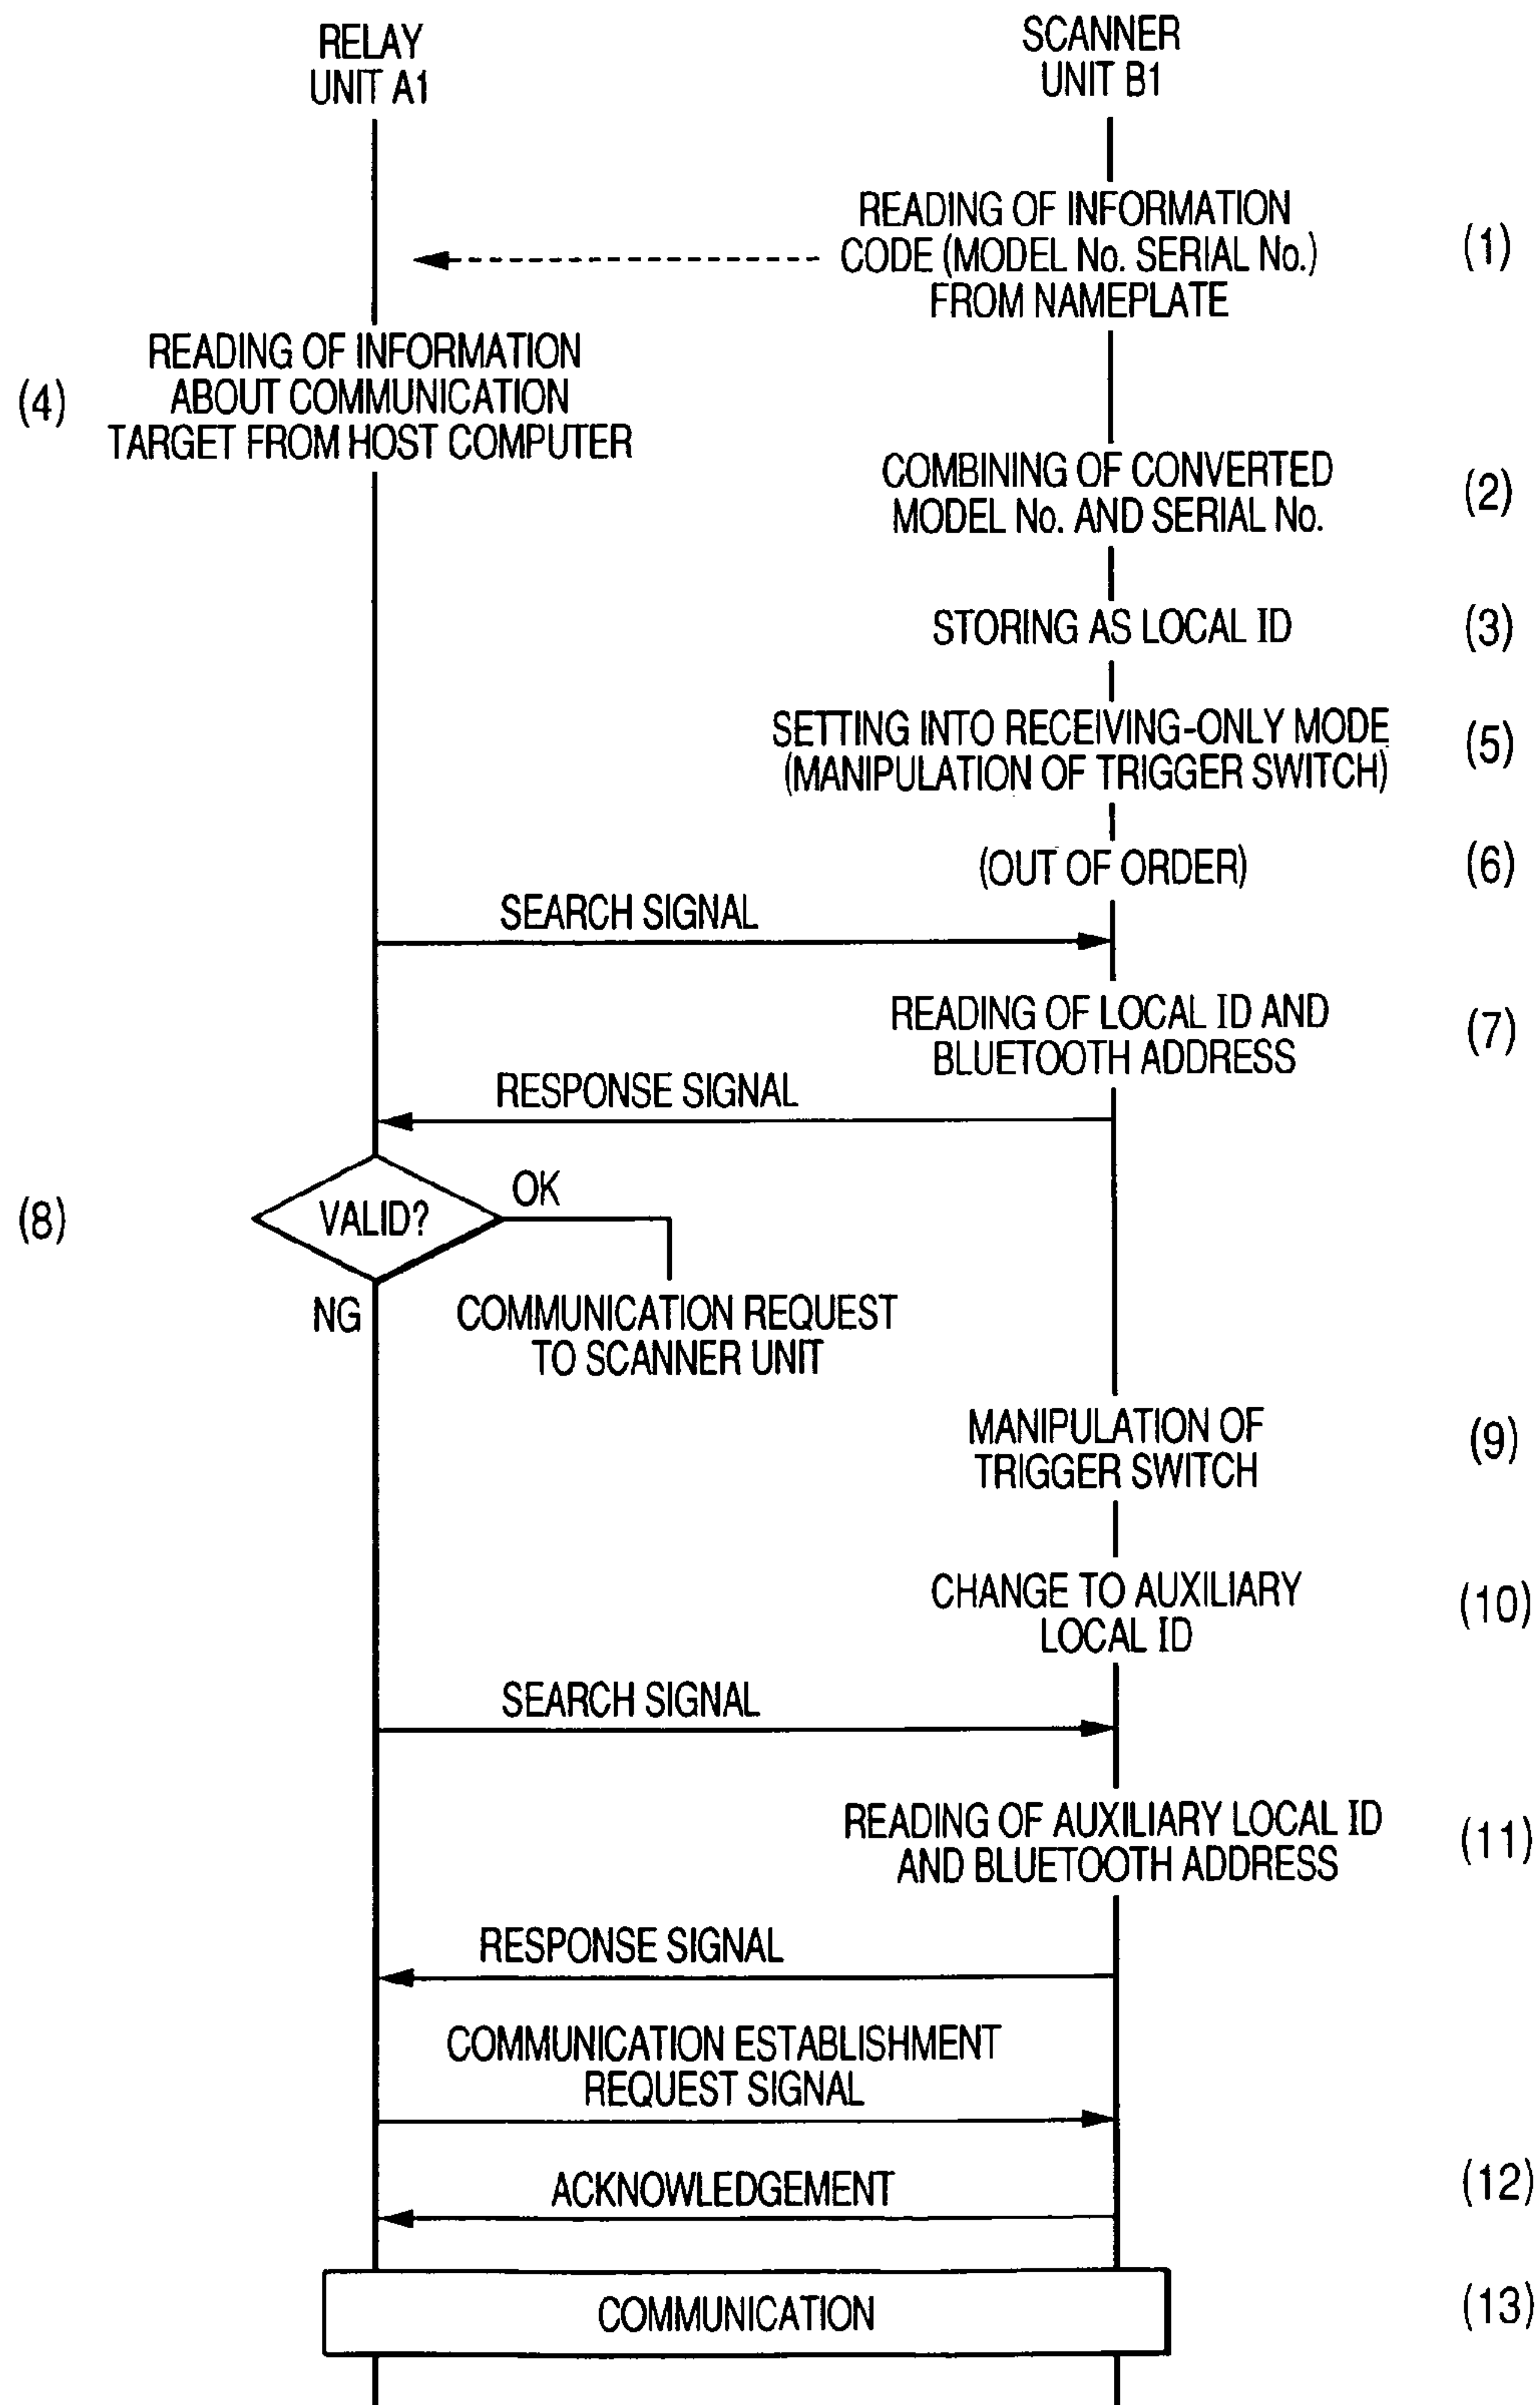 RELAY
UNIT A1
SCANNER
UNIT B1
READING OF INFORMATION
CODE (MODEL No. SERIAL No.)
FROM NAMEPLATE
(1)
READING OF INFORMATION
ABOUT COMMUNICATION
TARGET FROM HOST COMPUTER
(4)
COMBINING OF CONVERTED
MODEL No. AND SERIAL No.
(2)
STORING AS LOCAL ID
(3)
SETTING INTO RECEIVING-ONLY MODE
(MANIPULATION OF TRIGGER SWITCH)
(5)
(OUT OF ORDER)
(6)
SEARCH SIGNAL
READING OF LOCAL ID AND
BLUETOOTH ADDRESS
(7)
RESPONSE SIGNAL
(8)
VALID?
OK
NG
COMMUNICATION REQUEST
TO SCANNER UNIT
MANIPULATION OF
TRIGGER SWITCH
(9)
CHANGE TO AUXILIARY
LOCAL ID
(10)
SEARCH SIGNAL
READING OF AUXILIARY LOCAL ID
AND BLUETOOTH ADDRESS
(11)
RESPONSE SIGNAL
COMMUNICATION ESTABLISHMENT
REQUEST SIGNAL
ACKNOWLEDGEMENT
(12)
COMMUNICATION
(13)